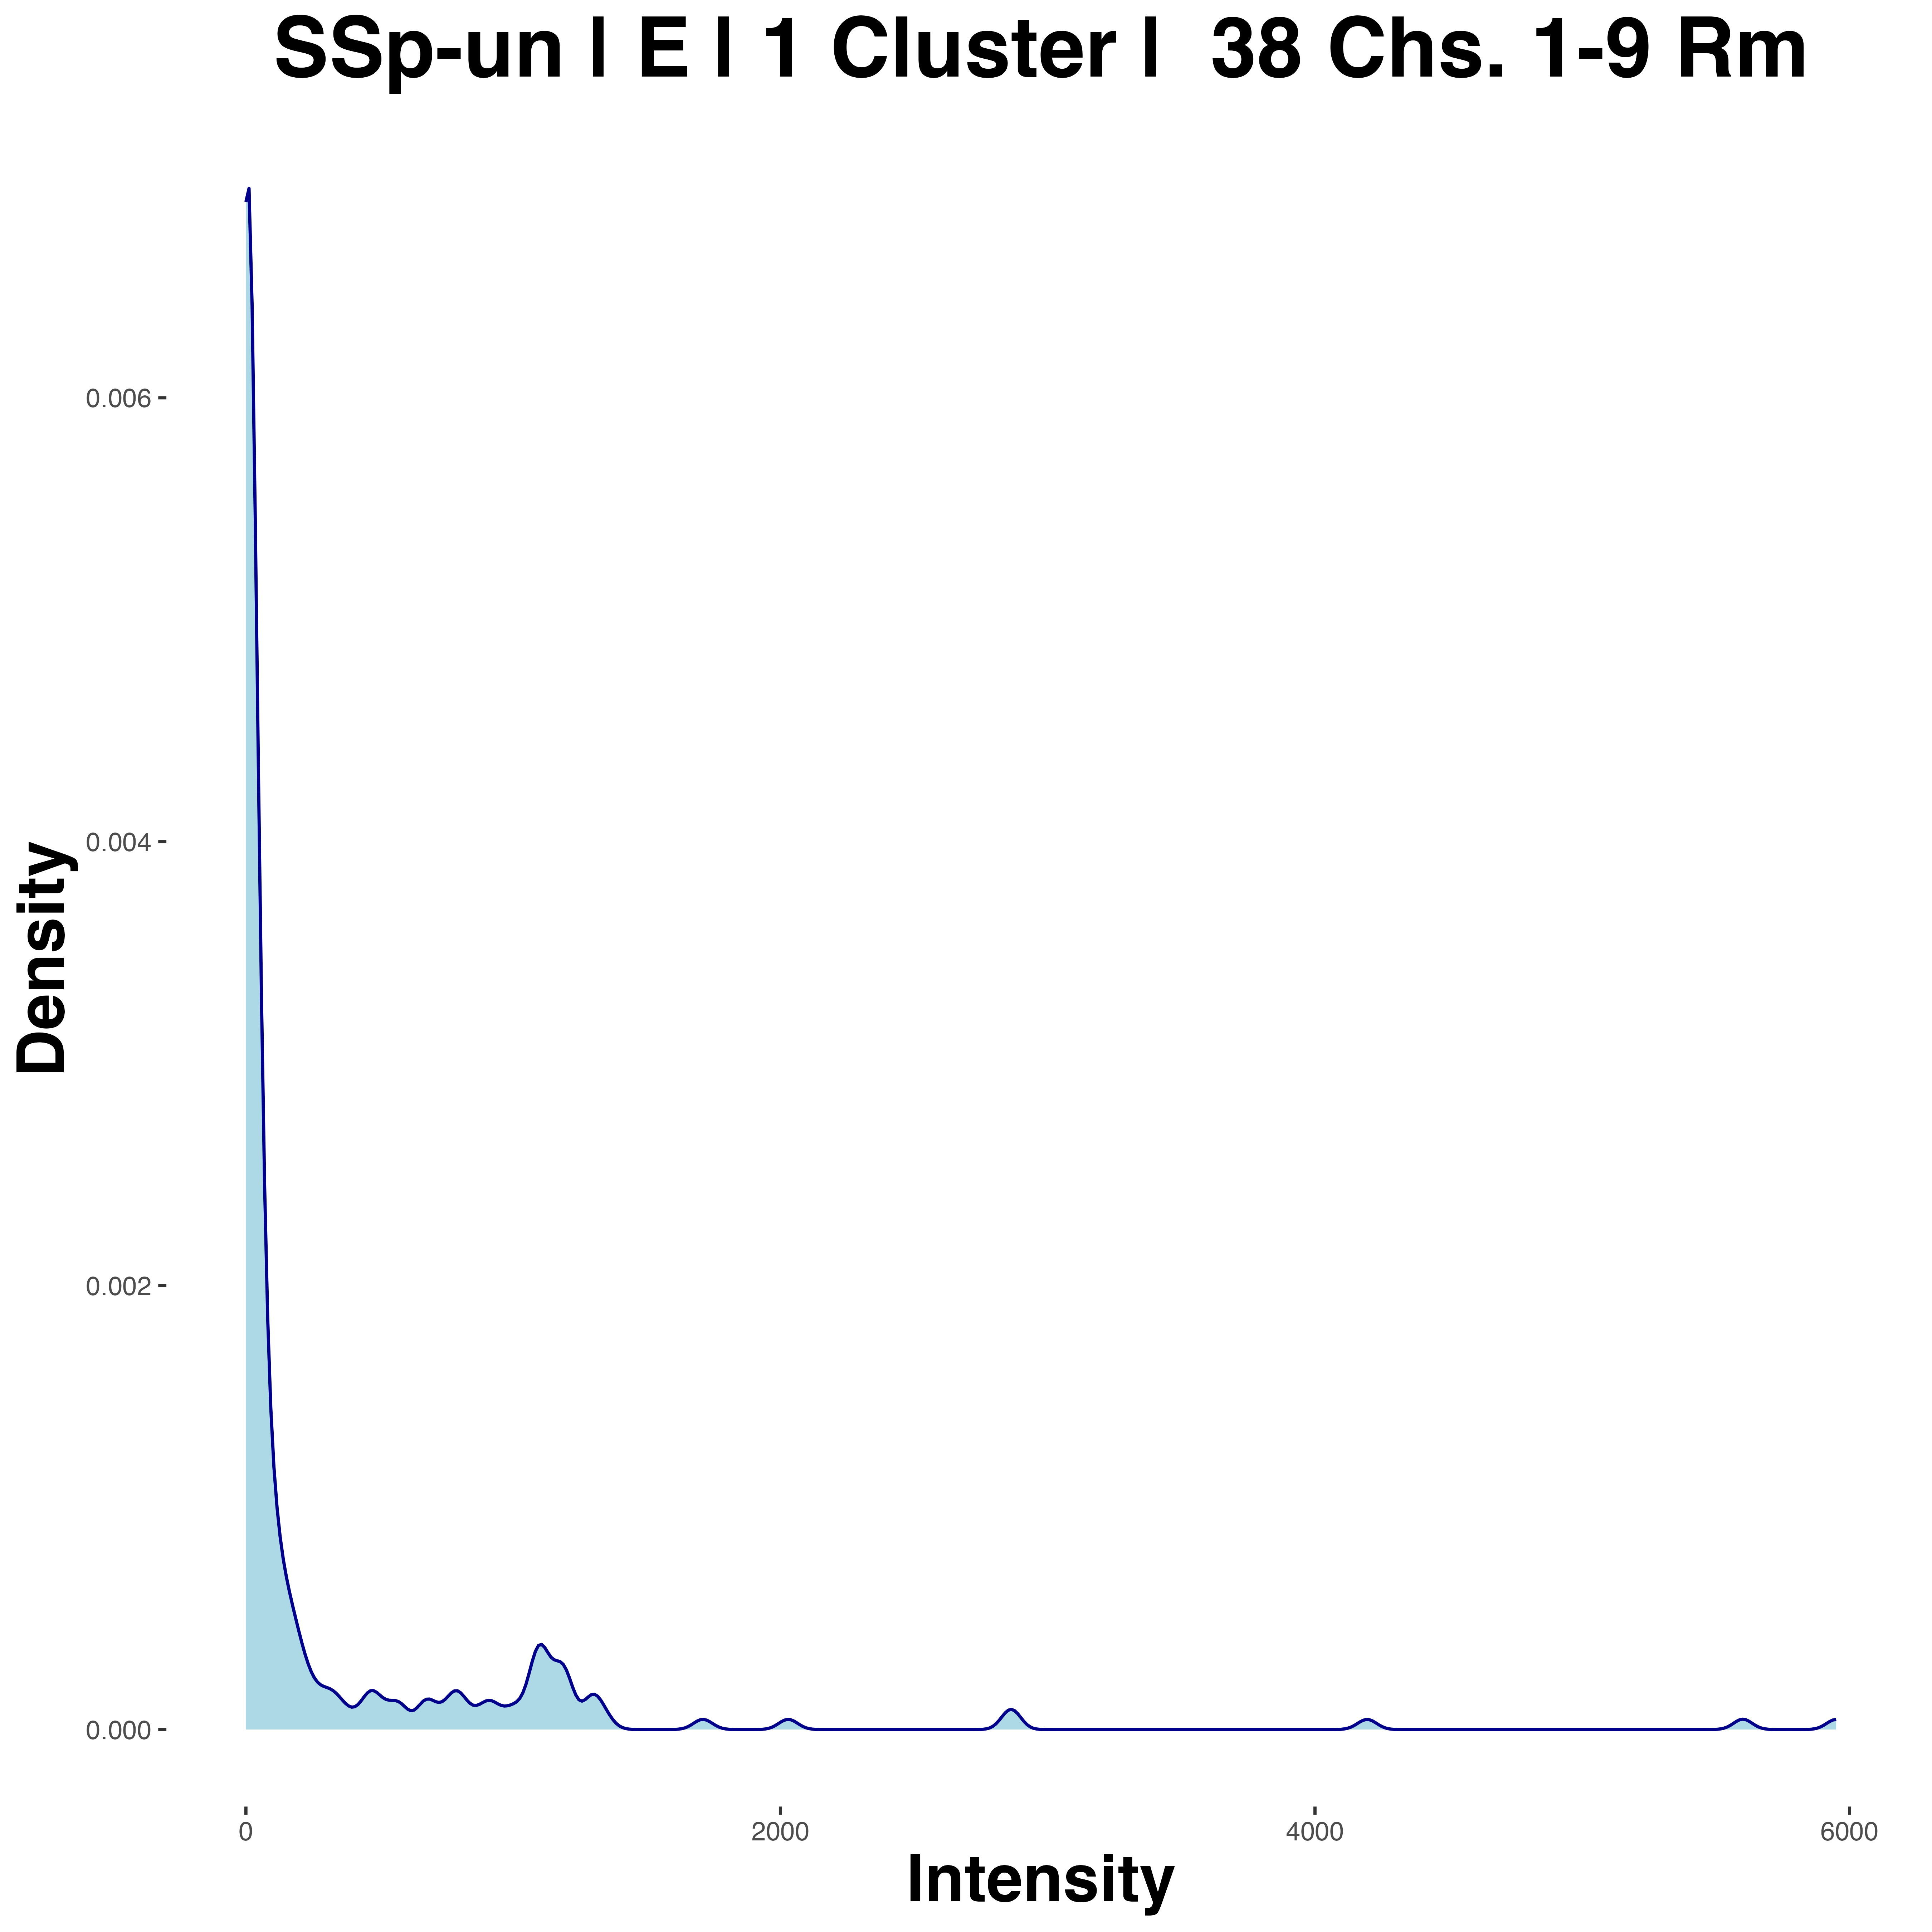 SSp-un | E | 1 Cluster |  38 Chs. 1-9 Rm
Density
0.006
0.004
0.002
0.000
0 2000 4000 6000
Intensity